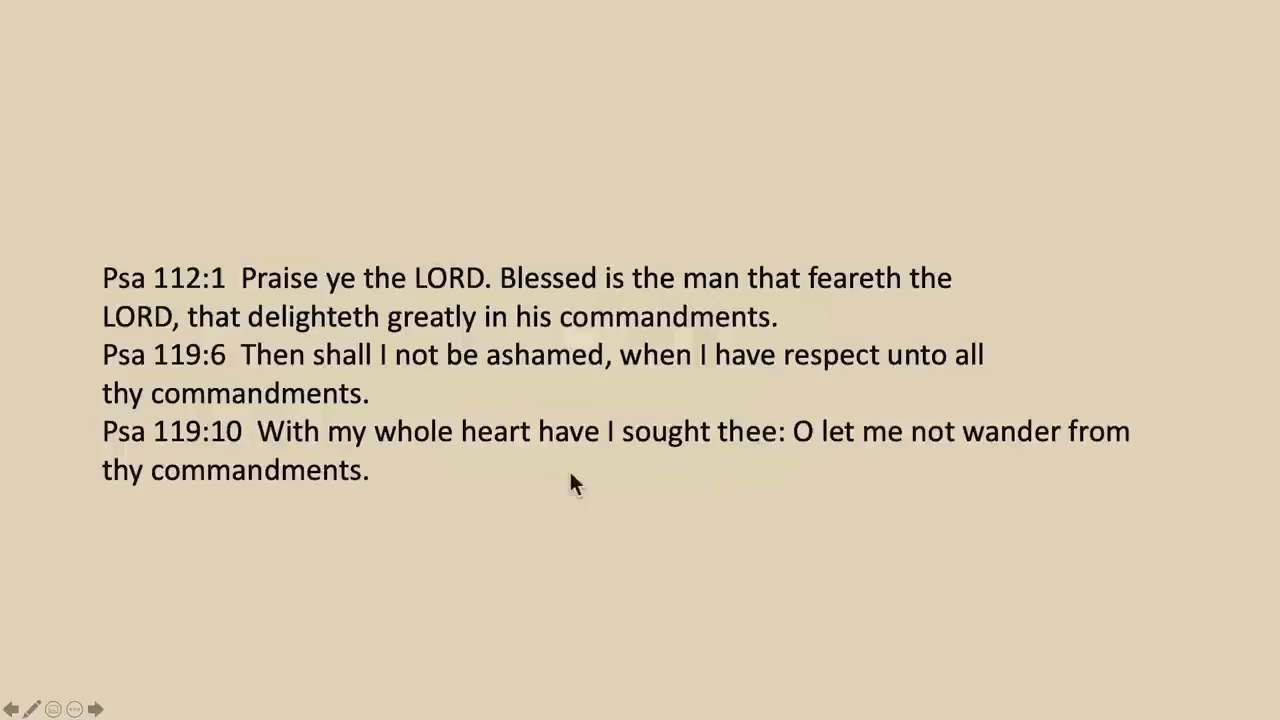 Psa 112:1  Praise ye the LORD. Blessed is the man that feareth the
LORD, that delighteth greatly in his commandments.
Psa 119:6  Then shall I not be ashamed, when I have respect unto all
thy commandments.
Psa 119:10  With my whole heart have I sought thee: O let me not wander from
thy commandments.